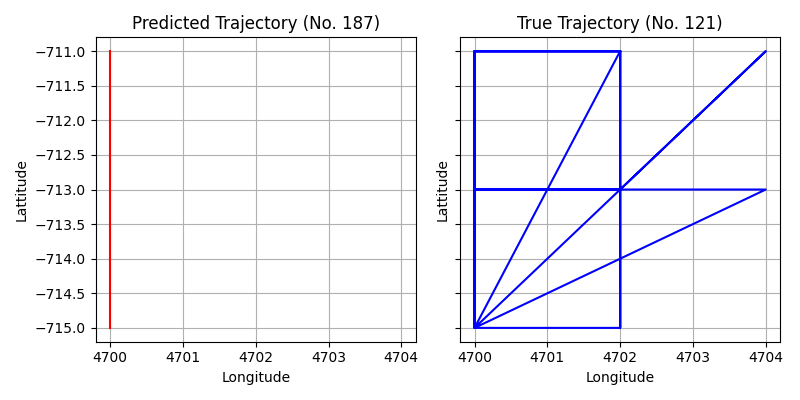 Predicted Trajectory (No. 187)
True Trajectory (No. 121)
−711.0
−711.5
−712.0
−712.5
−713.0
−713.5
−714.0
−714.5
−715.0
Lattitude
Lattitude
4700 4701 4702 4703 4704
4700 4701 4702 4703 4704
Longitude
Longitude